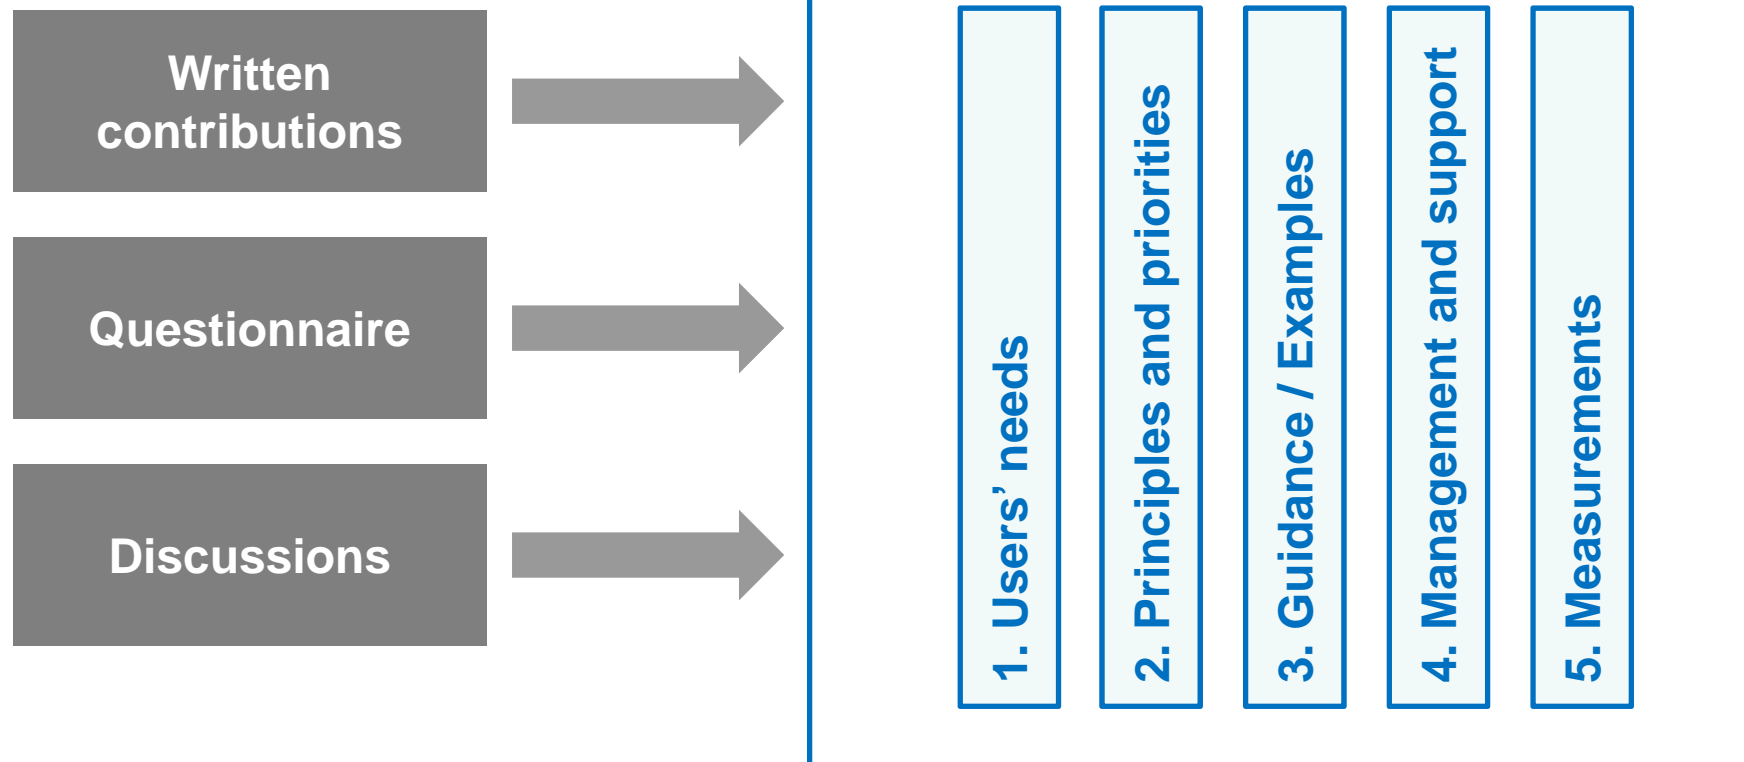 Written
contributions
Questionnaire
Discussions
1. Users’ needs
2. Principles and priorities
3. Guidance / Examples
4. Management and support
5. Measurements